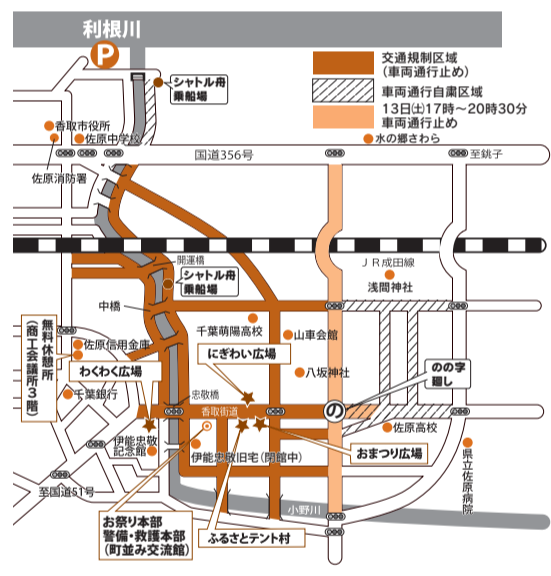 利根川
P
シャトル舟
乗船場
交通規制区域
(車両通行止め)
車両通行自粛区域
13日(土)17時〜20時30分
車両通行止め
香取市役所
佐原中学校
水の郷さわら
佐原消防署
国道356号
至銚子
開運橋
JR成田線
シャトル舟
乗船場
浅間神社
中橋
千葉萌陽高校
山車会館
無料休憩所
(商工会議所3階)
佐原信用金庫
にぎわい広場
わくわく広場
八坂神社
のの字
廻し
千葉銀行
忠敬橋
香取街道
の
伊能忠敬
記念館
伊能忠敬旧宅(閉館中)
佐原高校
おまつり広場
県立佐原病院
至国道51号
小野川
お祭り本部
警備・救護本部
(町並み交流館)
ふるさとテント村